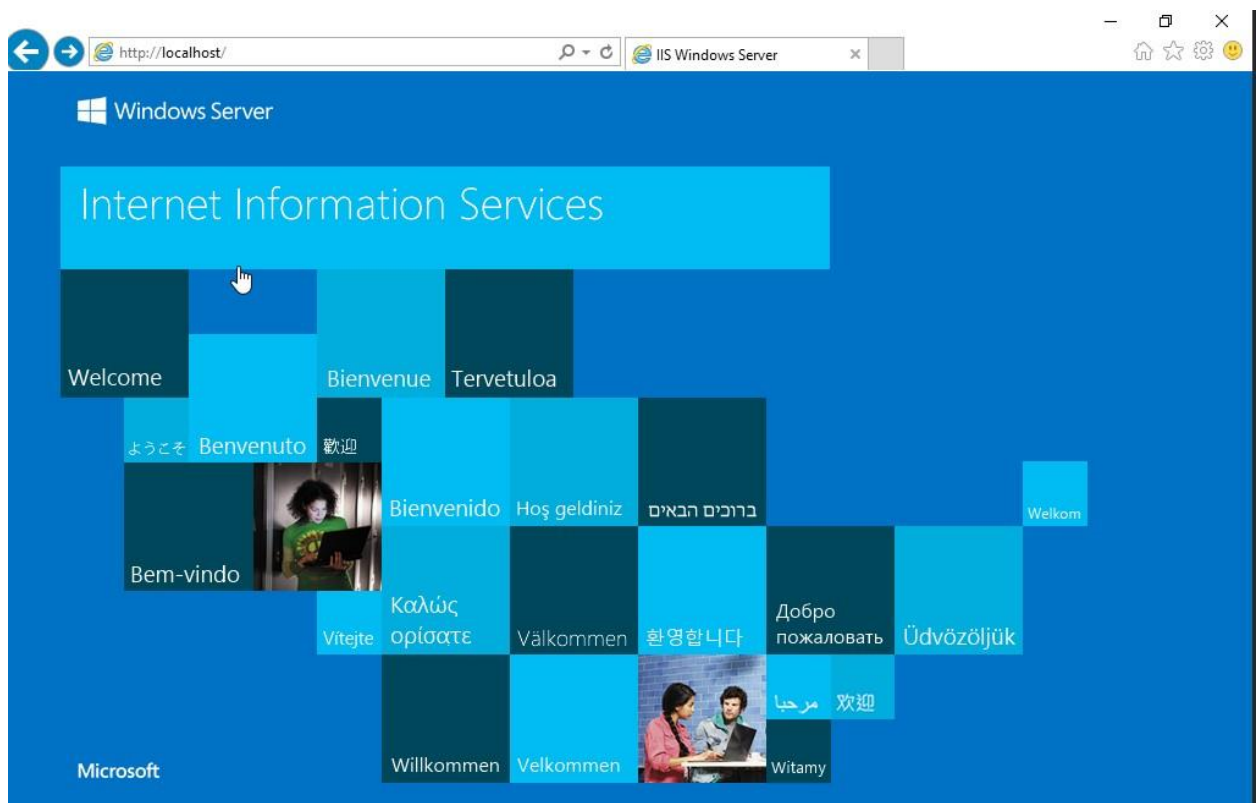 http://localhost/
IIS Windows Server
Windows Server
Internet Information Services
Welcome
Bienvenue
Tervetuloa
ようこそ
Benvenuto
歡迎
Bem-vindo
Bienvenido
Hoş geldiniz
ברוכים הבאים
Welkom
Vítejte
Καλώς
ορίσατε
Välkommen
환영합니다
Добро
пожаловать
Üdvözöljük
Microsoft
Willkommen
Velkommen
مرحبا
欢迎
Witamy